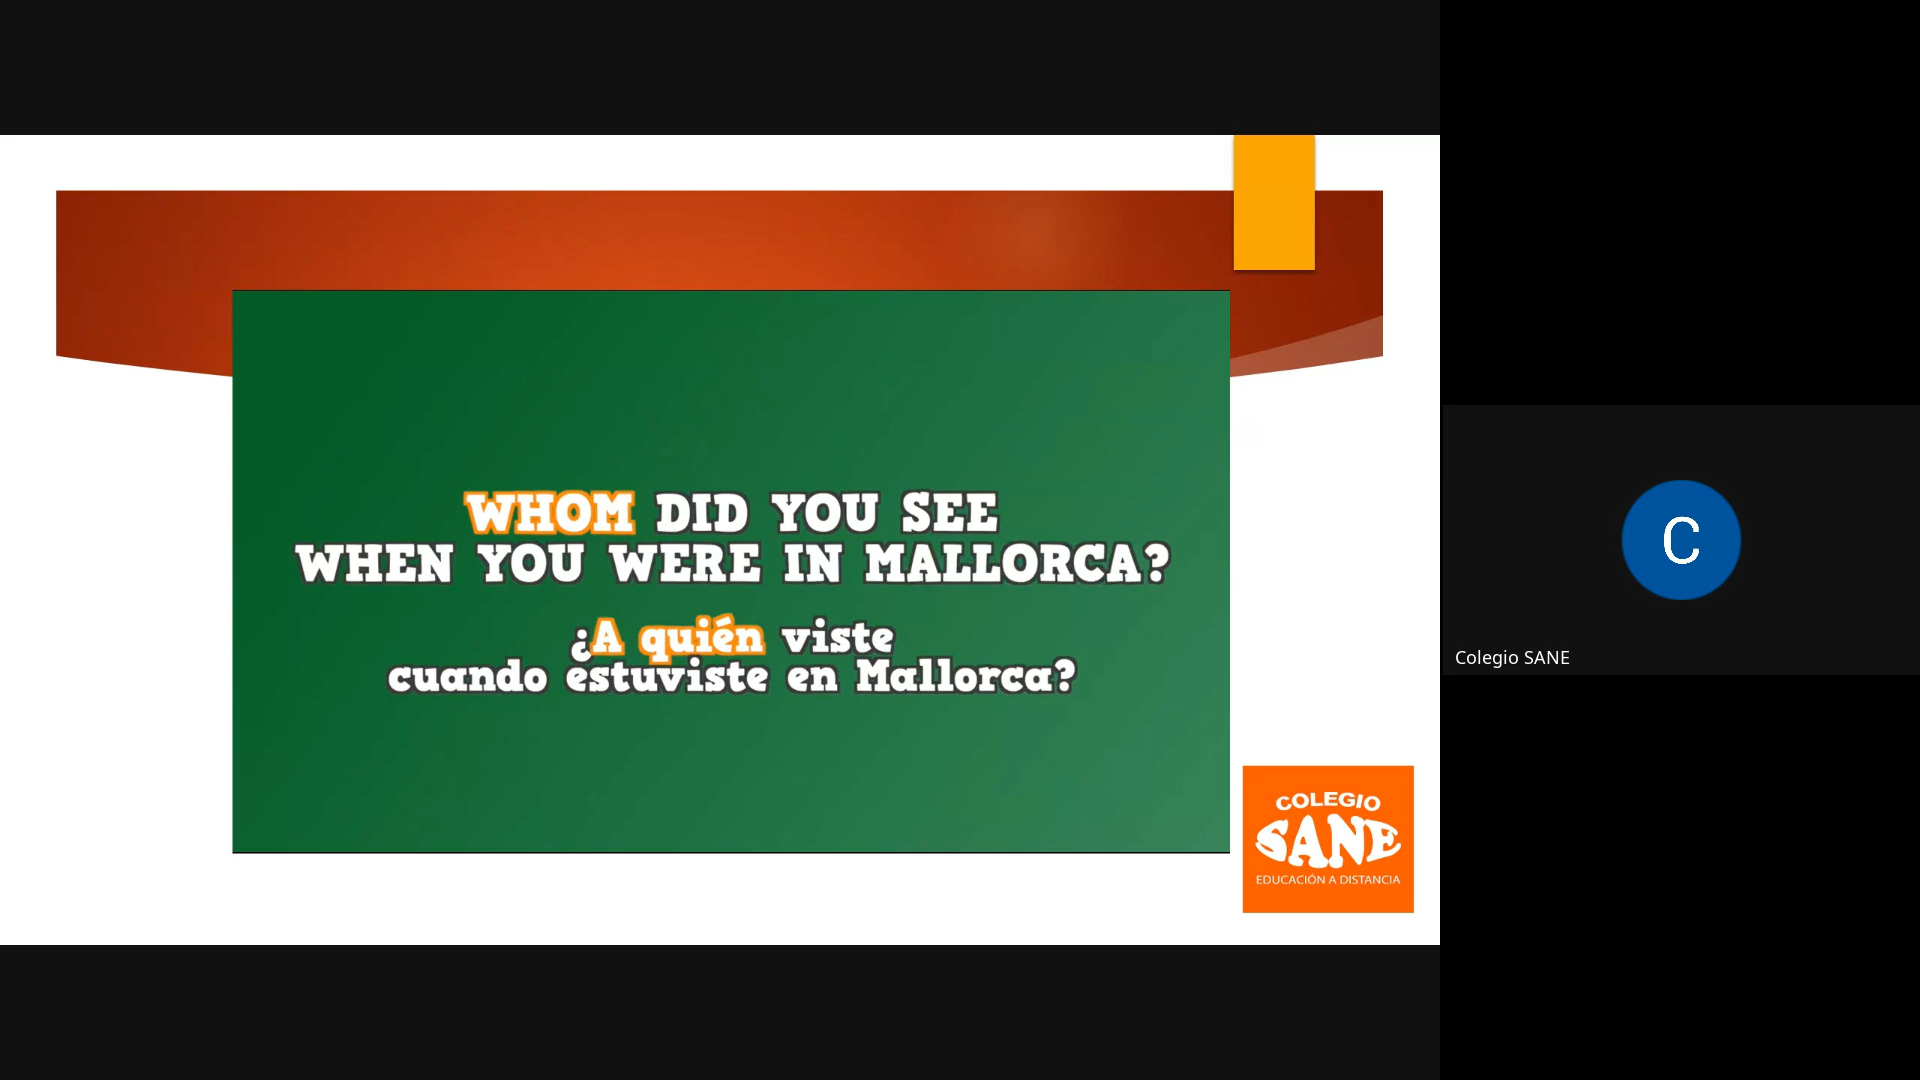 WHOM DID YOU SEE
WHEN YOU WERE IN MALLORCA?
¿A quién viste
cuando estuviste en Mallorca?
C
Colegio SANE
COLEGIO
SANE
EDUCACIÓN A DISTANCIA